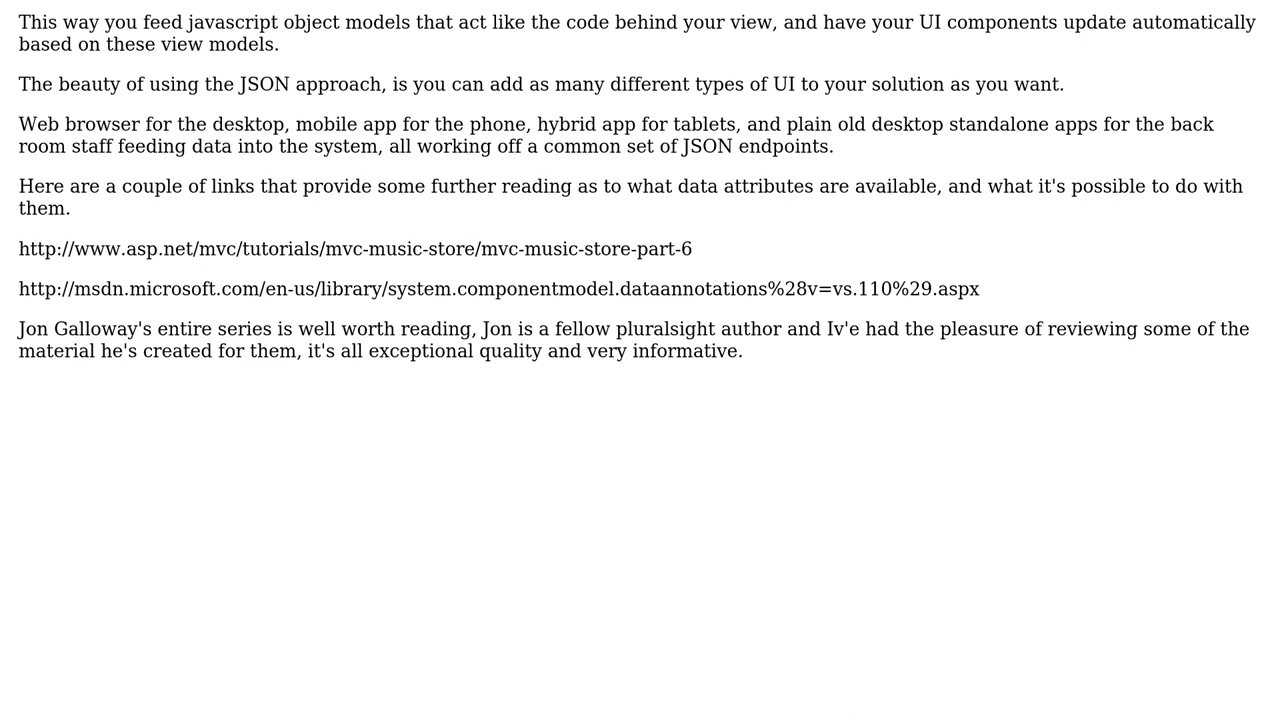 This way you feed javascript object models that act like the code behind your view, and have your UI components update automatically
based on these view models.
The beauty of using the JSON approach, is you can add as many different types of UI to your solution as you want.
Web browser for the desktop, mobile app for the phone, hybrid app for tablets, and plain old desktop standalone apps for the back
room staff feeding data into the system, all working off a common set of JSON endpoints.
Here are a couple of links that provide some further reading as to what data attributes are available, and what it's possible to do with
them.
http://www.asp.net/mvc/tutorials/mvc-music-store/mvc-music-store-part-6
http://msdn.microsoft.com/en-us/library/system.componentmodel.dataannotations%28v=vs.110%29.aspx
Jon Galloway's entire series is well worth reading, Jon is a fellow pluralsight author and Iv'e had the pleasure of reviewing some of the
material he's created for them, it's all exceptional quality and very informative.